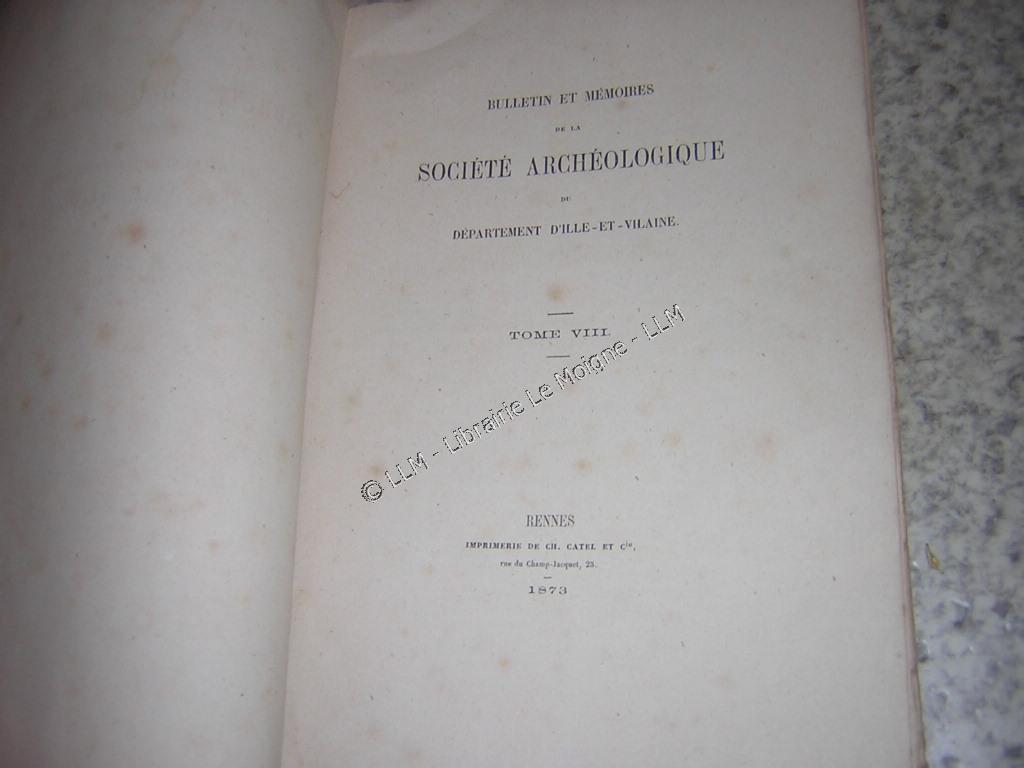 BULLETIN ET MÉMOIRES
DE LA
SOCIÉTÉ ARCHÉOLOGIQUE
DU
DÉPARTEMENT D'ILLE-ET-VILAINE.
TOME VIII.
© LLM - Librairie Le Moigne - LLM
RENNES
IMPRIMERIE DE CH. CATEL ET Cie,
rue du Champ-Jacquet, 25.
1873